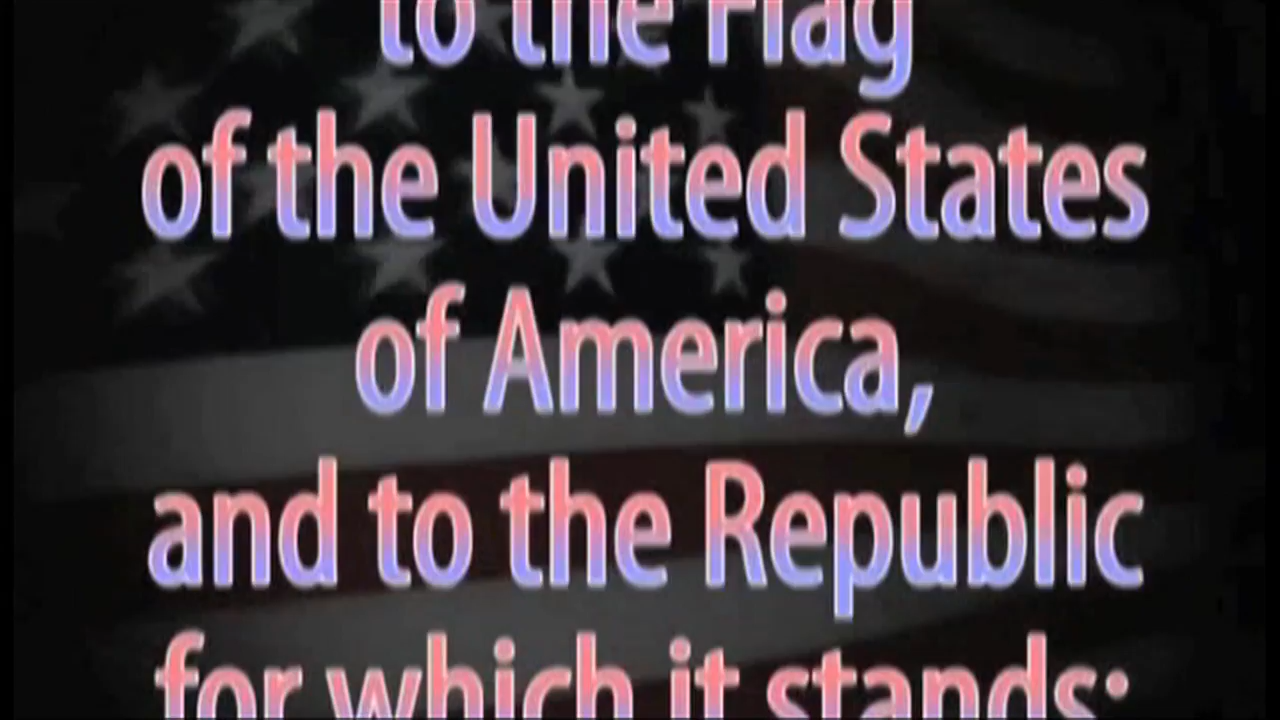 to the Flag
of the United States
of America,
and to the Republic
for which it stands: